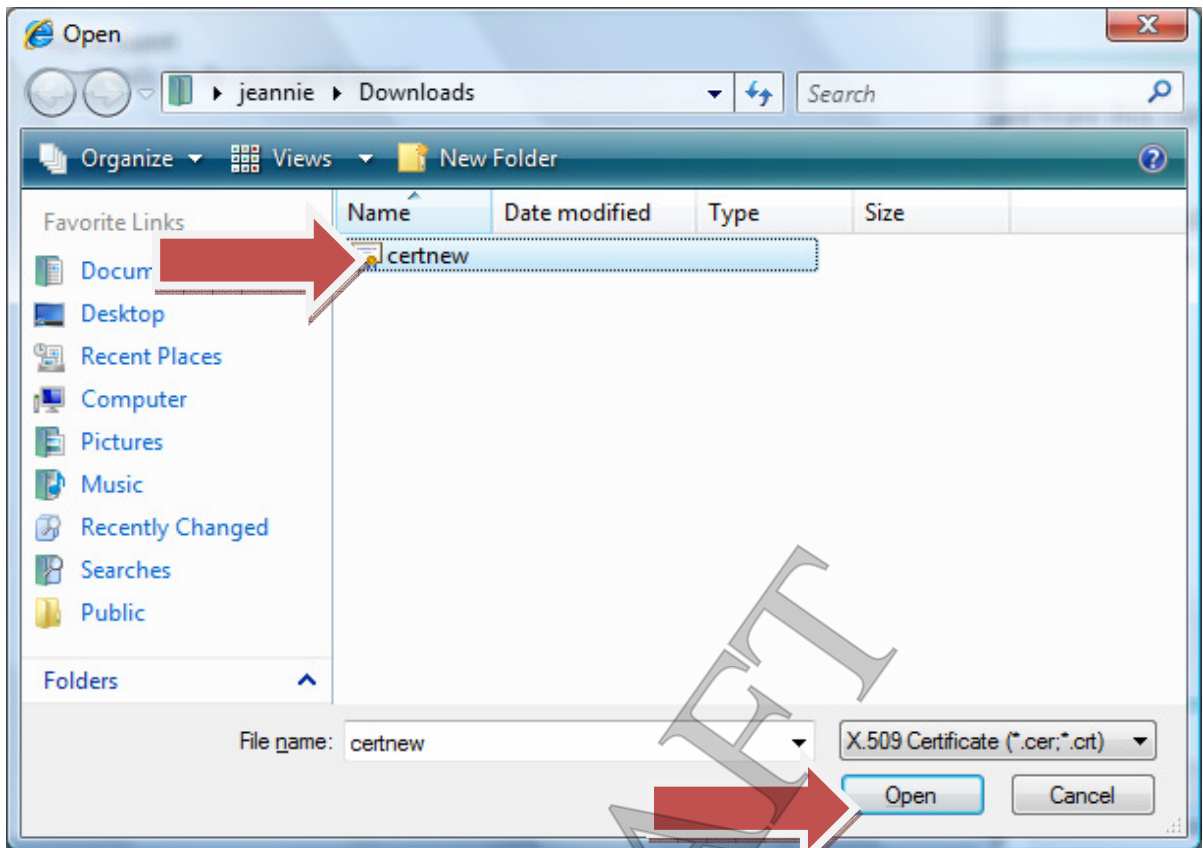 Open
jeannie Downloads
Search
Organize Views New Folder
Favorite Links
Name Date modified Type Size
certnew
Desktop
Recent Places
Computer
Pictures
Music
Recently Changed
Searches
Public
Folders
File name: certnew X.509 Certificate (*.cer;*.crt)
Open Cancel